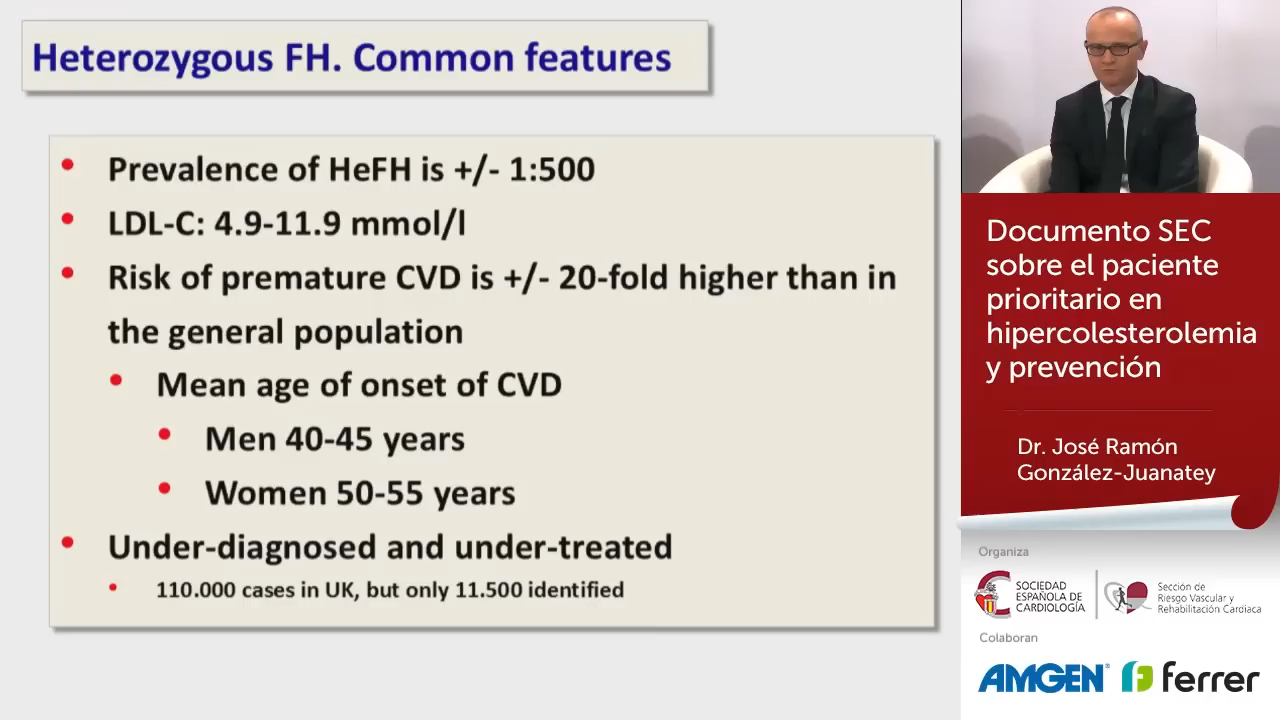 Heterozygous FH. Common features
• Prevalence of HeFH is +/- 1:500
• LDL-C: 4.9-11.9 mmol/l
• Risk of premature CVD is +/- 20-fold higher than in
the general population
• Mean age of onset of CVD
• Men 40-45 years
• Women 50-55 years
• Under-diagnosed and under-treated
• 110.000 cases in UK, but only 11.500 identified
Documento SEC
sobre el paciente
prioritario en
hipercolesterolemia
y prevención
Dr. José Ramón
González-Juanatey
Organiza
SOCIEDAD
ESPAÑOLA DE
CARDIOLOGÍA
Sección de
Riesgo Vascular y
Rehabilitación Cardiaca
Colaboran
AMGEN®
ferrer